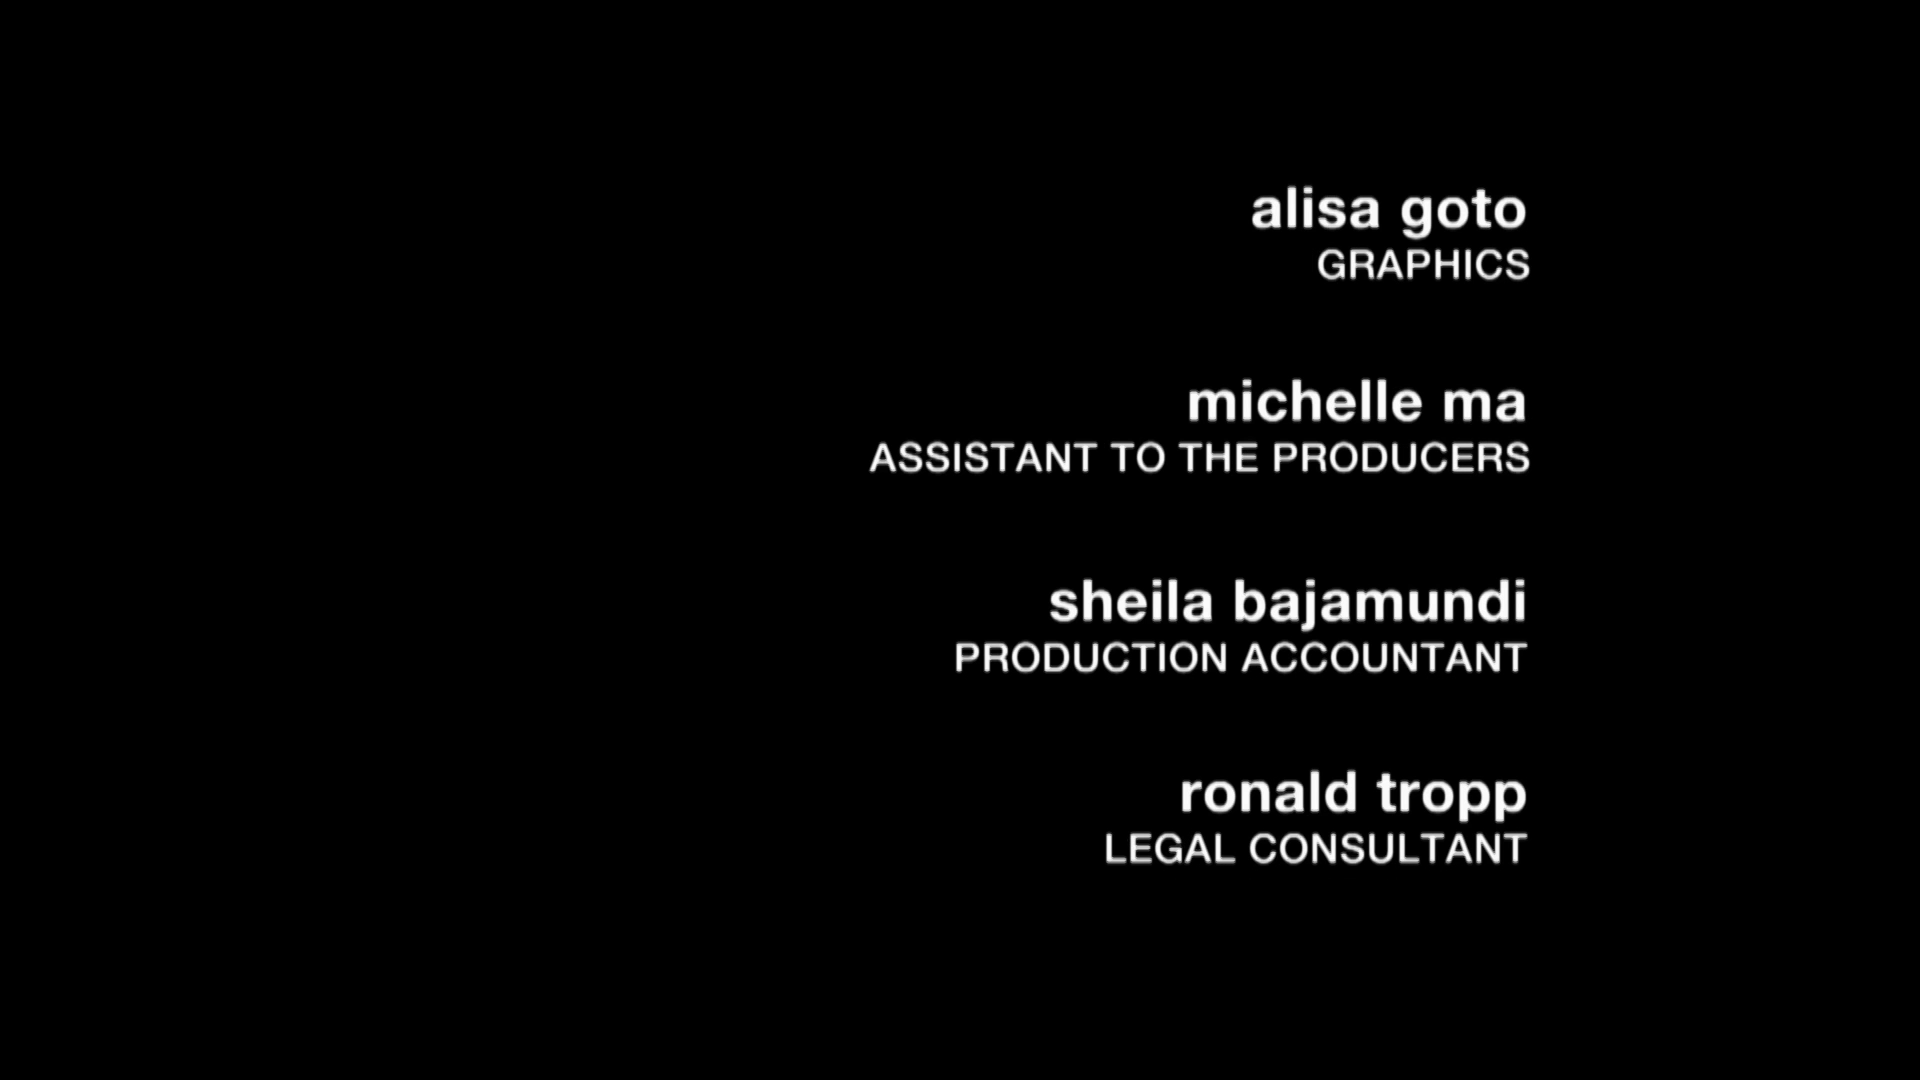 alisa goto
GRAPHICS
michelle ma
ASSISTANT TO THE PRODUCERS
sheila bajamundi
PRODUCTION ACCOUNTANT
ronald tropp
LEGAL CONSULTANT